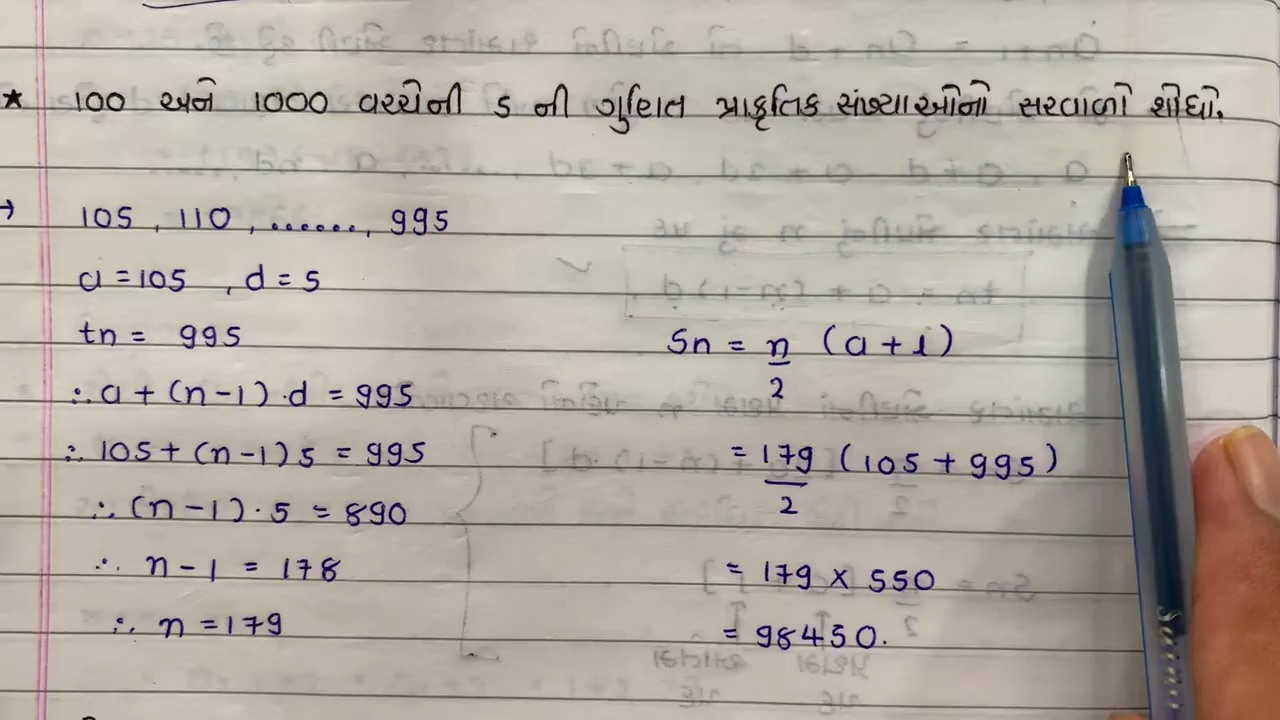 ★ 100 અને 1000 વચ્ચેની 5 ની ગુણિત પ્રાકૃતિક સંખ્યાઓનો સરવાળો શોધો.
→ 105 , 110 , ......, 995
a = 105 , d = 5
tn = 995
∴ a + (n-1)·d = 995
∴ 105 + (n-1) 5 = 995
∴ (n-1)·5 = 890
∴ n-1 = 178
∴ n = 179
Sn = n/2 (a + l)
= 179/2 (105 + 995)
= 179 x 550
= 98450.